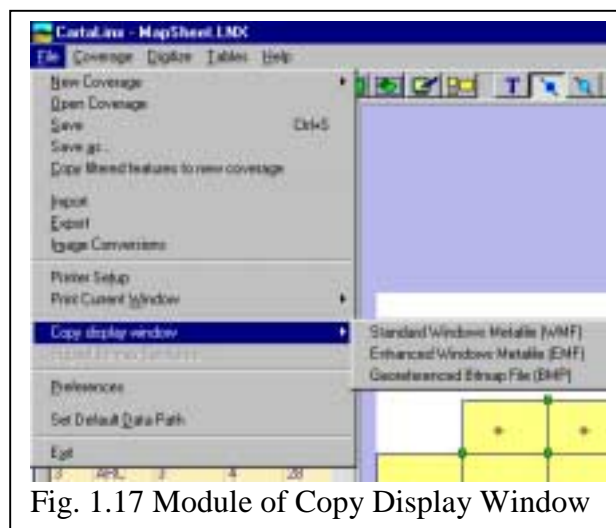 CartaLinx - MapSheet.LNX
File Coverage Digitize Tables Help
New Coverage
Open Coverage
Save Ctrl+S
Save as..
Copy filtered features to new coverage
Import
Export
Image Conversions
Printer Setup
Print Current Window
Copy display window
Standard Windows Metafile (WMF)
Enhanced Windows Metafile (EMF)
Georeferenced Bitmap File (BMP)
Preferences
Set Default Data Path
Exit
T
3 4 28
Fig. 1.17 Module of Copy Display Window